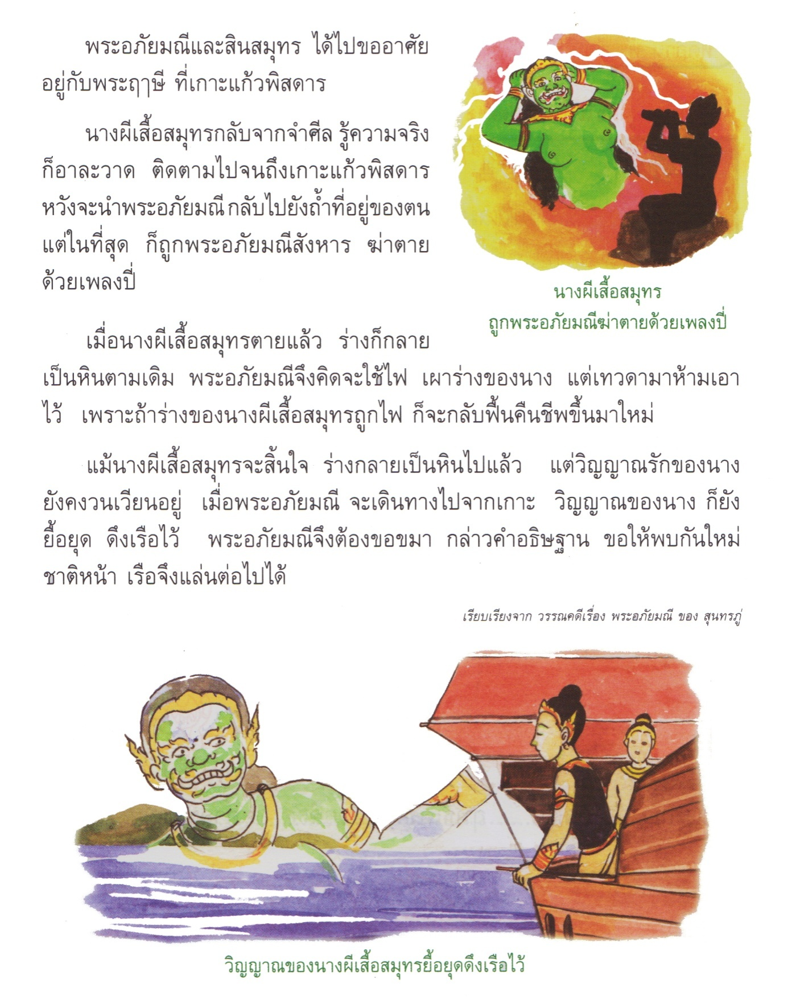 พระอภัยมณีและสินสมุทร ได้ไปขออาศัย
อยู่กับพระฤๅษี ที่เกาะแก้วพิสดาร
นางผีเสื้อสมุทรกลับจากจำศีล รู้ความจริง
ก็อาละวาด ติดตามไปจนถึงเกาะแก้วพิสดาร
หวังจะนำพระอภัยมณี กลับไปยังถ้ำที่อยู่ของตน
แต่ในที่สุด ก็ถูกพระอภัยมณีสังหาร ฆ่าตาย
ด้วยเพลงปี่
นางผีเสื้อสมุทร
ถูกพระอภัยมณีฆ่าตายด้วยเพลงปี่
เมื่อนางผีเสื้อสมุทรตายแล้ว ร่างก็กลาย
เป็นหินตามเดิม พระอภัยมณีจึงคิดจะใช้ไฟ เผาร่างของนาง แต่เทวดามาห้ามเอา
ไว้ เพราะถ้าร่างของนางผีเสื้อสมุทรถูกไฟ ก็จะกลับฟื้นคืนชีพขึ้นมาใหม่
แม้นางผีเสื้อสมุทรจะสิ้นใจ ร่างกลายเป็นหินไปแล้ว แต่วิญญาณรักของนาง
ยังคงวนเวียนอยู่ เมื่อพระอภัยมณี จะเดินทางไปจากเกาะ วิญญาณของนาง ก็ยัง
ยื้อยุด ดึงเรือไว้ พระอภัยมณีจึงต้องขอขมา กล่าวคำอธิษฐาน ขอให้พบกันใหม่
ชาติหน้า เรือจึงแล่นต่อไปได้
เรียบเรียงจาก วรรณคดีเรื่อง พระอภัยมณี ของ สุนทรภู่
วิญญาณของนางผีเสื้อสมุทรยื้อยุดดึงเรือไว้